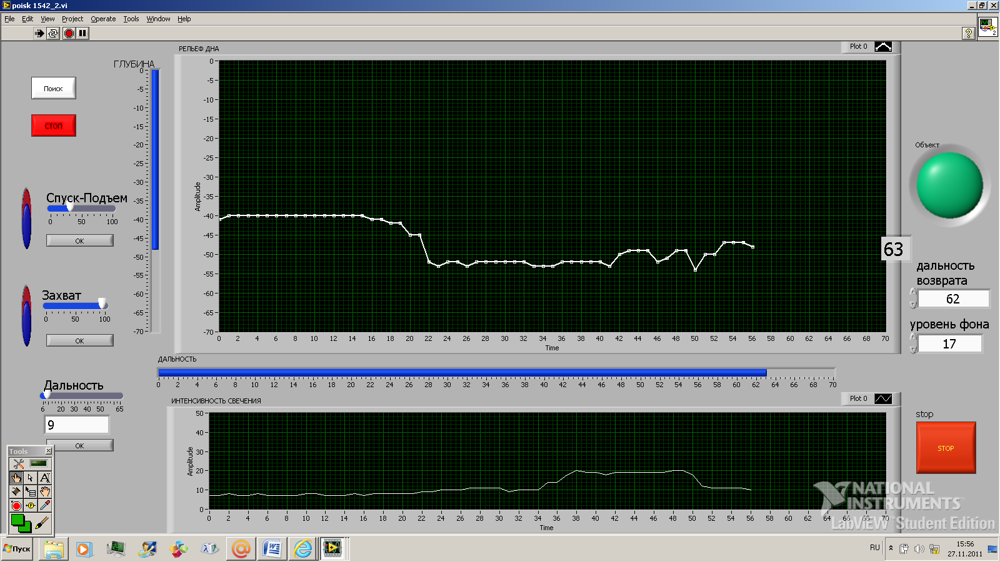 poisk 1542_2.vi
File Edit View Project Operate Tools Window Help
2
Поиск
СТОП
ГЛУБИНА
0
-5
-10
-15
-20
-25
-30
-35
-40
-45
-50
-55
-60
-65
-70
Спуск-Подъем
0 50 100
OK
Захват
0 50 100
OK
Дальность
6 20 30 40 50 65
9
OK
РЕЛЬЕФ ДНА
Plot 0
Amplitude
0
-5
-10
-15
-20
-25
-30
-35
-40
-45
-50
-55
-60
-65
-70
0 2 4 6 8 10 12 14 16 18 20 22 24 26 28 30 32 34 36 38 40 42 44 46 48 50 52 54 56 58 60 62 64 66 68 70
Time
Объект
63
дальность
возврата
62
уровень фона
17
ДАЛЬНОСТЬ
0 2 4 6 8 10 12 14 16 18 20 22 24 26 28 30 32 34 36 38 40 42 44 46 48 50 52 54 56 58 60 62 64 66 68 70
ИНТЕНСИВНОСТЬ СВЕЧЕНИЯ
Plot 0
Amplitude
50
40
30
20
10
0
0 2 4 6 8 10 12 14 16 18 20 22 24 26 28 30 32 34 36 38 40 42 44 46 48 50 52 54 56 58 60 62 64 66 68 70
Time
stop
STOP
NATIONAL
INSTRUMENTS
LabVIEW™ Student Edition
Tools
Пуск
RU
15:56
27.11.2011